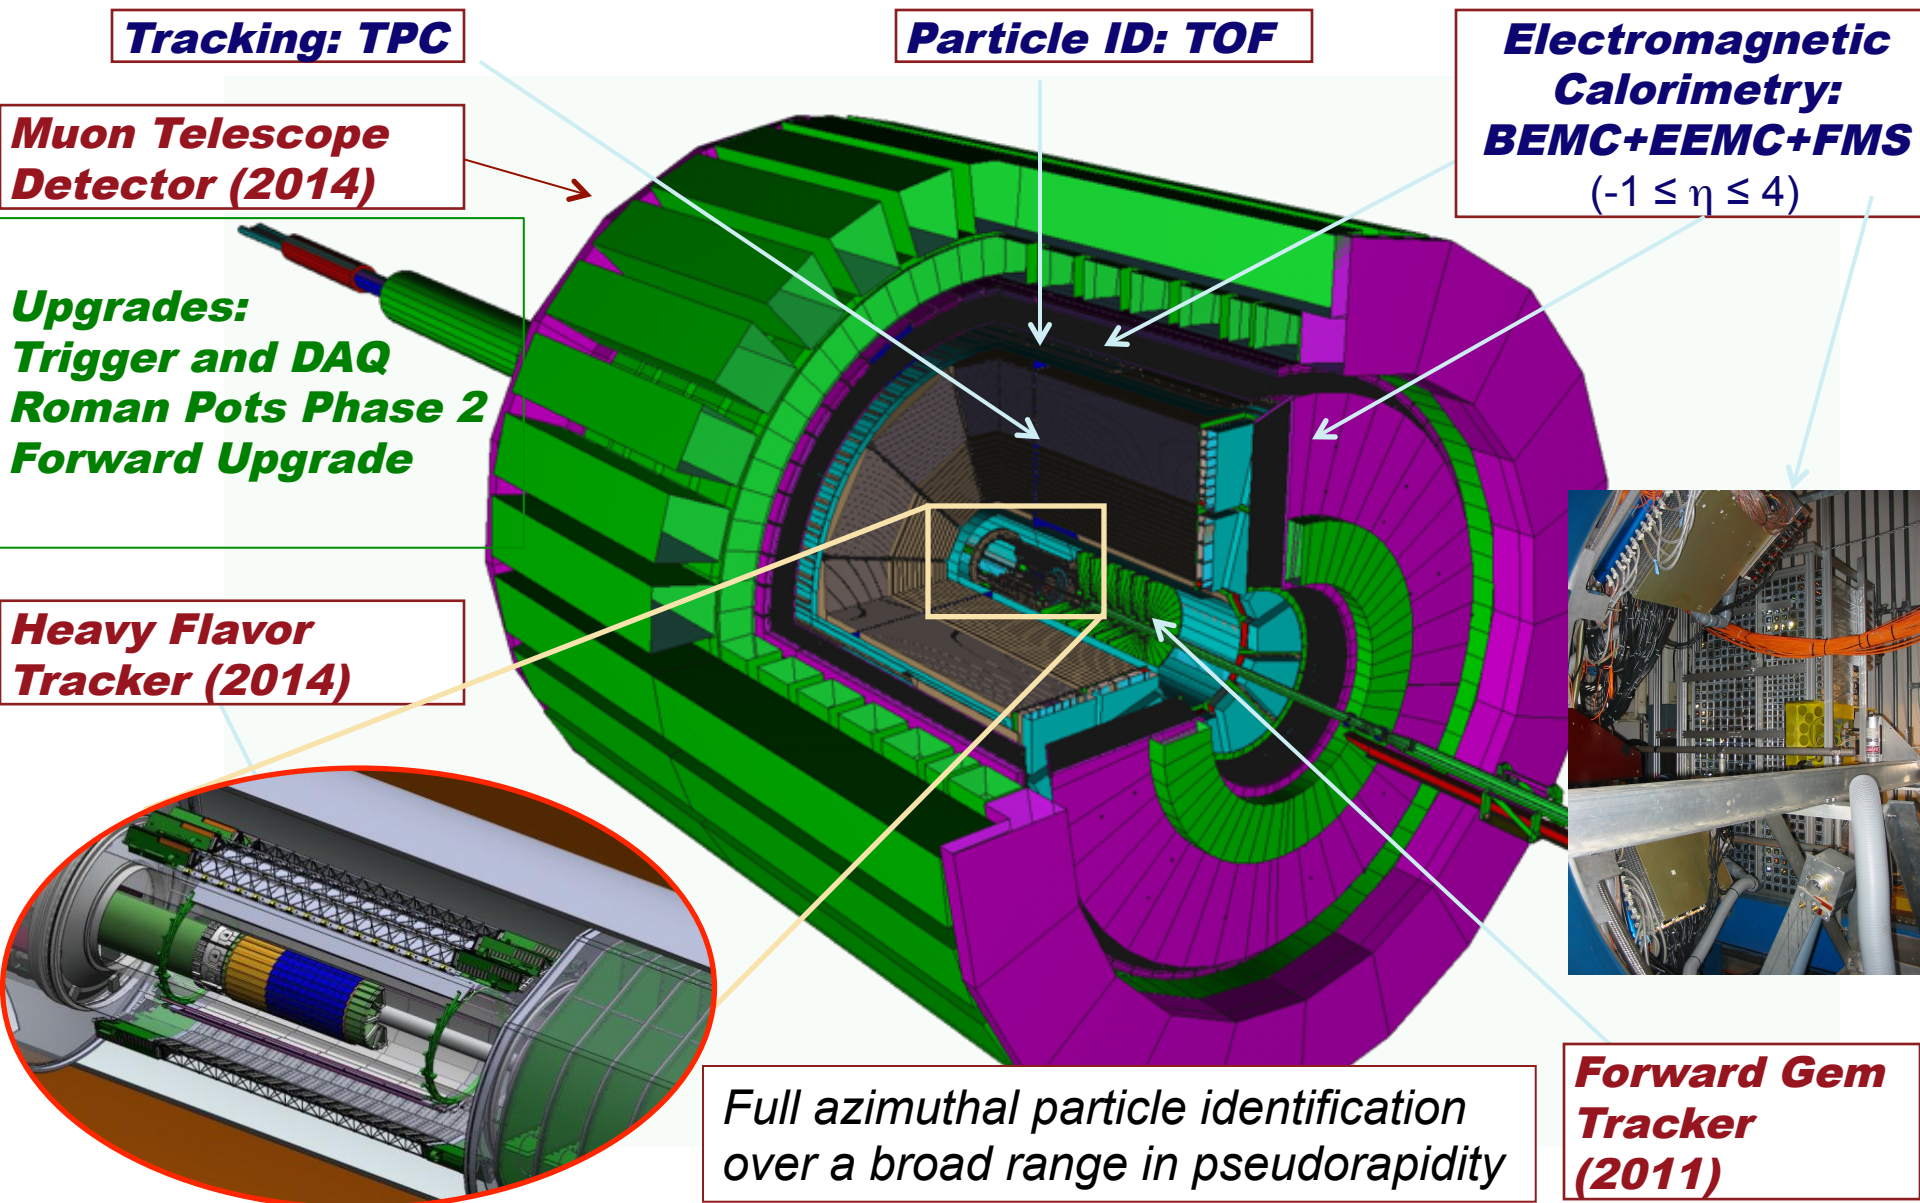 Tracking: TPC
Particle ID: TOF
Electromagnetic
Calorimetry:
BEMC+EEMC+FMS
(-1 ≤ η ≤ 4)
Muon Telescope
Detector (2014)
Upgrades:
Trigger and DAQ
Roman Pots Phase 2
Forward Upgrade
Heavy Flavor
Tracker (2014)
Full azimuthal particle identification
over a broad range in pseudorapidity
Forward Gem
Tracker
(2011)